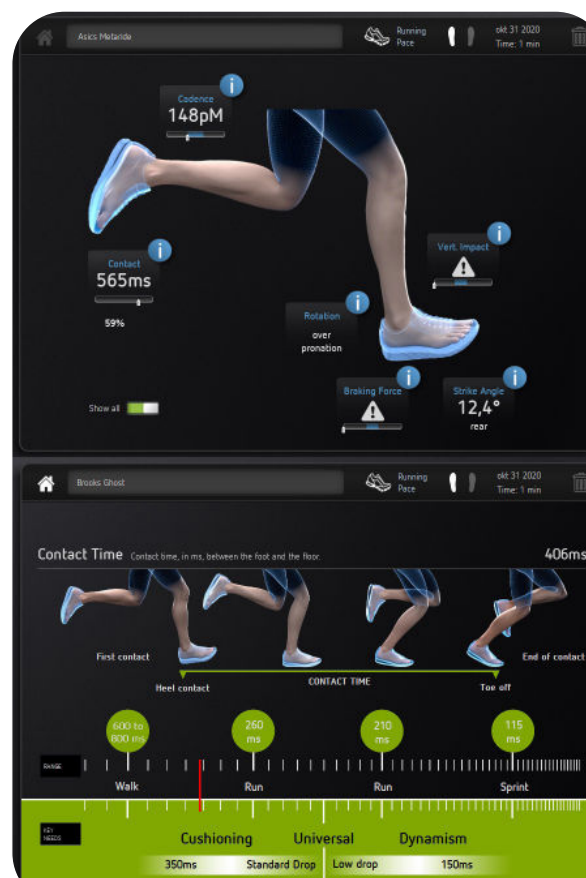 Asics Metaride
Running
Pace
okt 31 2020
Time: 1 min
i
Cadence
148pM
i
Contact
565ms
59%
i
Vert. Impact
i
Rotation
over
pronation
i
Braking Force
i
Strike Angle
12,4°
rear
Show all
Brooks Ghost
Running
Pace
okt 31 2020
Time: 1 min
Contact Time Contact time, in ms, between the foot and the floor. 406ms
First contact
End of contact
Heel contact
CONTACT TIME
Toe off
600 to
800 ms
260
ms
210
ms
115
ms
RANGE
Walk Run Run Sprint
KEY
NEEDS
Cushioning Universal Dynamism
350ms Standard Drop Low drop 150ms